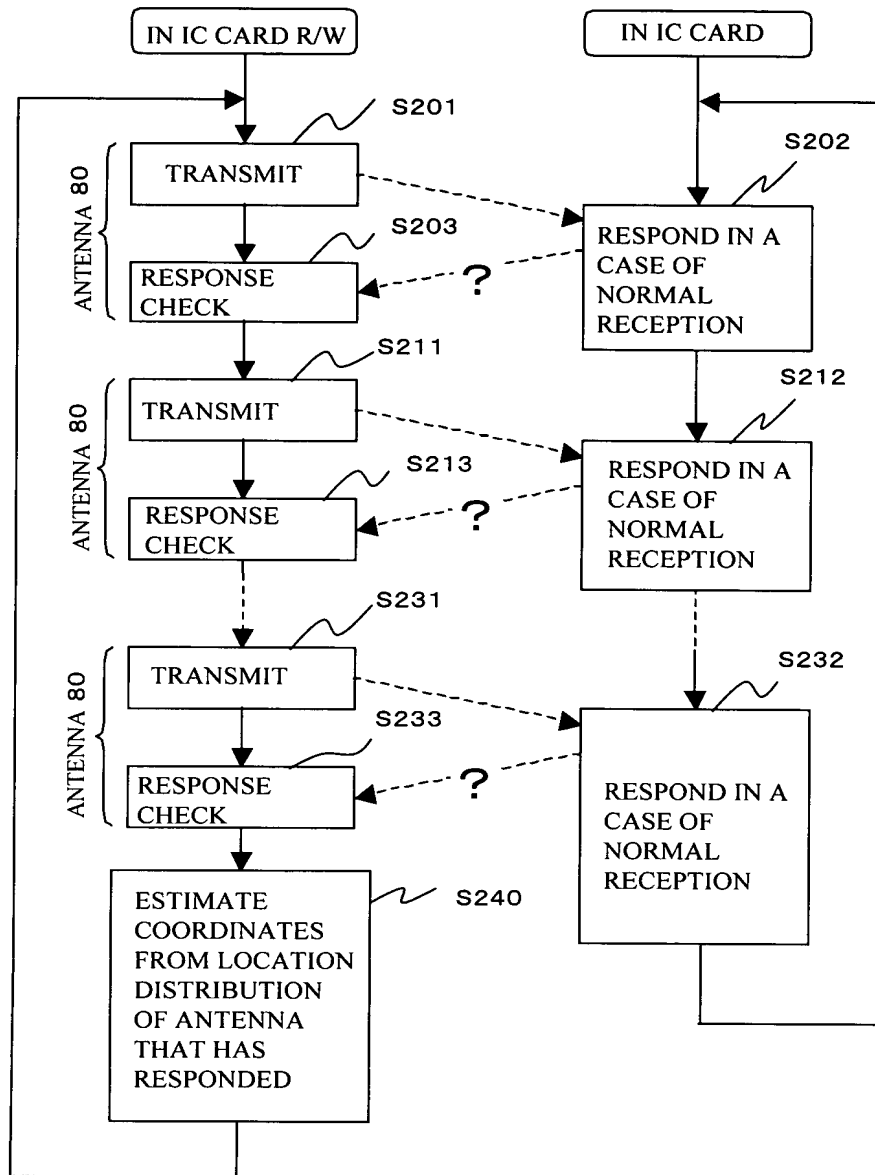 IN IC CARD R/W
IN IC CARD
S201
S202
ANTENNA 80
TRANSMIT
S203
RESPONSE
CHECK
?
RESPOND IN A
CASE OF
NORMAL
RECEPTION
S211
S212
ANTENNA 80
TRANSMIT
S213
RESPONSE
CHECK
?
RESPOND IN A
CASE OF
NORMAL
RECEPTION
S231
S232
ANTENNA 80
TRANSMIT
S233
RESPONSE
CHECK
?
RESPOND IN A
CASE OF
NORMAL
RECEPTION
S240
ESTIMATE
COORDINATES
FROM LOCATION
DISTRIBUTION
OF ANTENNA
THAT HAS
RESPONDED